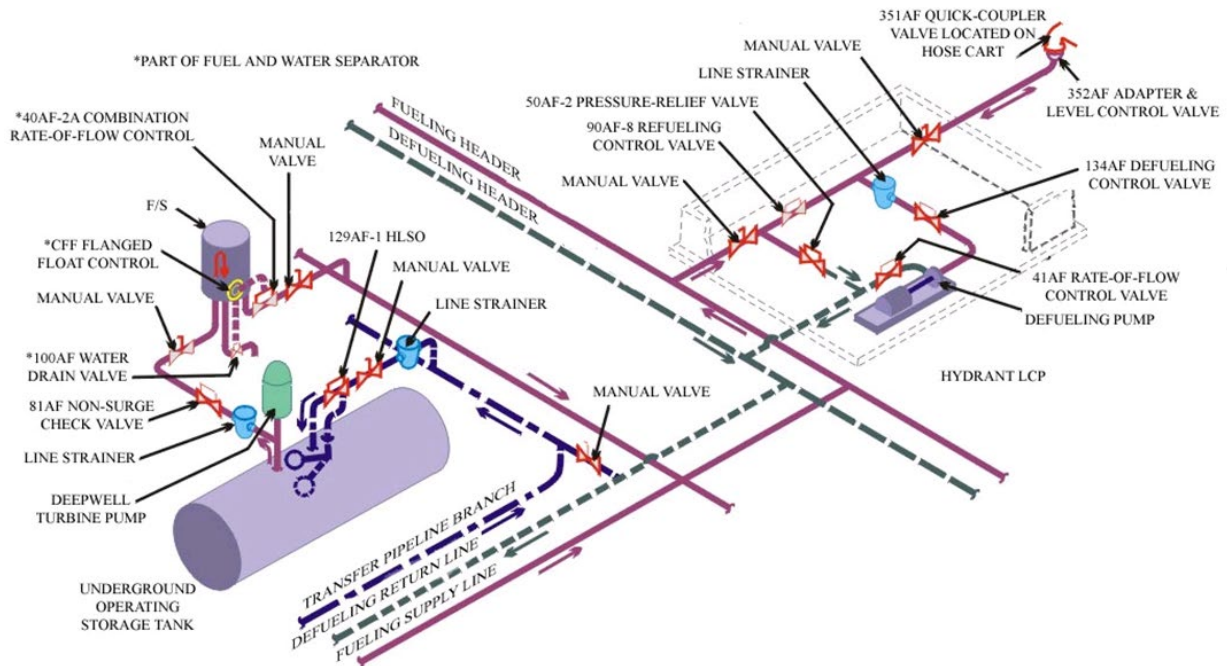 351AF QUICK-COUPLER
VALVE LOCATED ON
HOSE CART
MANUAL VALVE
*PART OF FUEL AND WATER SEPARATOR
LINE STRAINER
352AF ADAPTER &
LEVEL CONTROL VALVE
50AF-2 PRESSURE-RELIEF VALVE
*40AF-2A COMBINATION
RATE-OF-FLOW CONTROL
90AF-8 REFUELING
CONTROL VALVE
FUELING HEADER
DEFUELING HEADER
MANUAL
VALVE
MANUAL VALVE
134AF DEFUELING
CONTROL VALVE
F/S
129AF-1 HLSO
*CFF FLANGED
FLOAT CONTROL
MANUAL VALVE
41AF RATE-OF-FLOW
CONTROL VALVE
MANUAL VALVE
LINE STRAINER
DEFUELING PUMP
*100AF WATER
DRAIN VALVE
HYDRANT LCP
MANUAL VALVE
81AF NON-SURGE
CHECK VALVE
LINE STRAINER
DEEPWELL
TURBINE PUMP
TRANSFER PIPELINE BRANCH
DEFUELING RETURN LINE
FUELING SUPPLY LINE
UNDERGROUND
OPERATING
STORAGE TANK